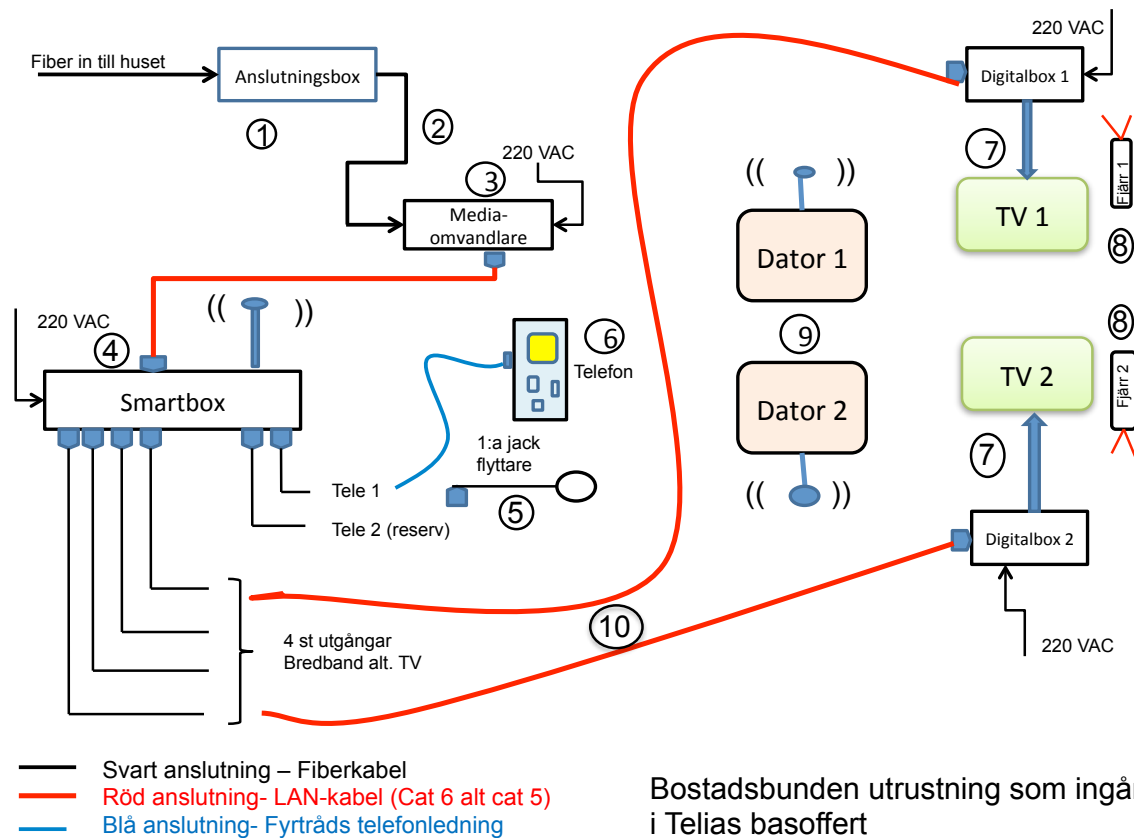 220 VAC
Fiber in till huset
Anslutningsbox
Digitalbox 1
1
2
220 VAC
3
7
Fjärr 1
Media-
omvandlare
((
))
TV 1
8
Dator 1
((
))
220 VAC
4
6
Telefon
9
8
Smartbox
TV 2
Fjärr 2
Dator 2
1:a jack
flyttare
7
Tele 1
5
((
))
Tele 2 (reserv)
Digitalbox 2
10
4 st utgångar
Bredband alt. TV
220 VAC
Svart anslutning – Fiberkabel
Röd anslutning- LAN-kabel (Cat 6 alt cat 5)
Blå anslutning- Fyrtråds telefonledning
Bostadsbunden utrustning som ingå
i Telias basoffert